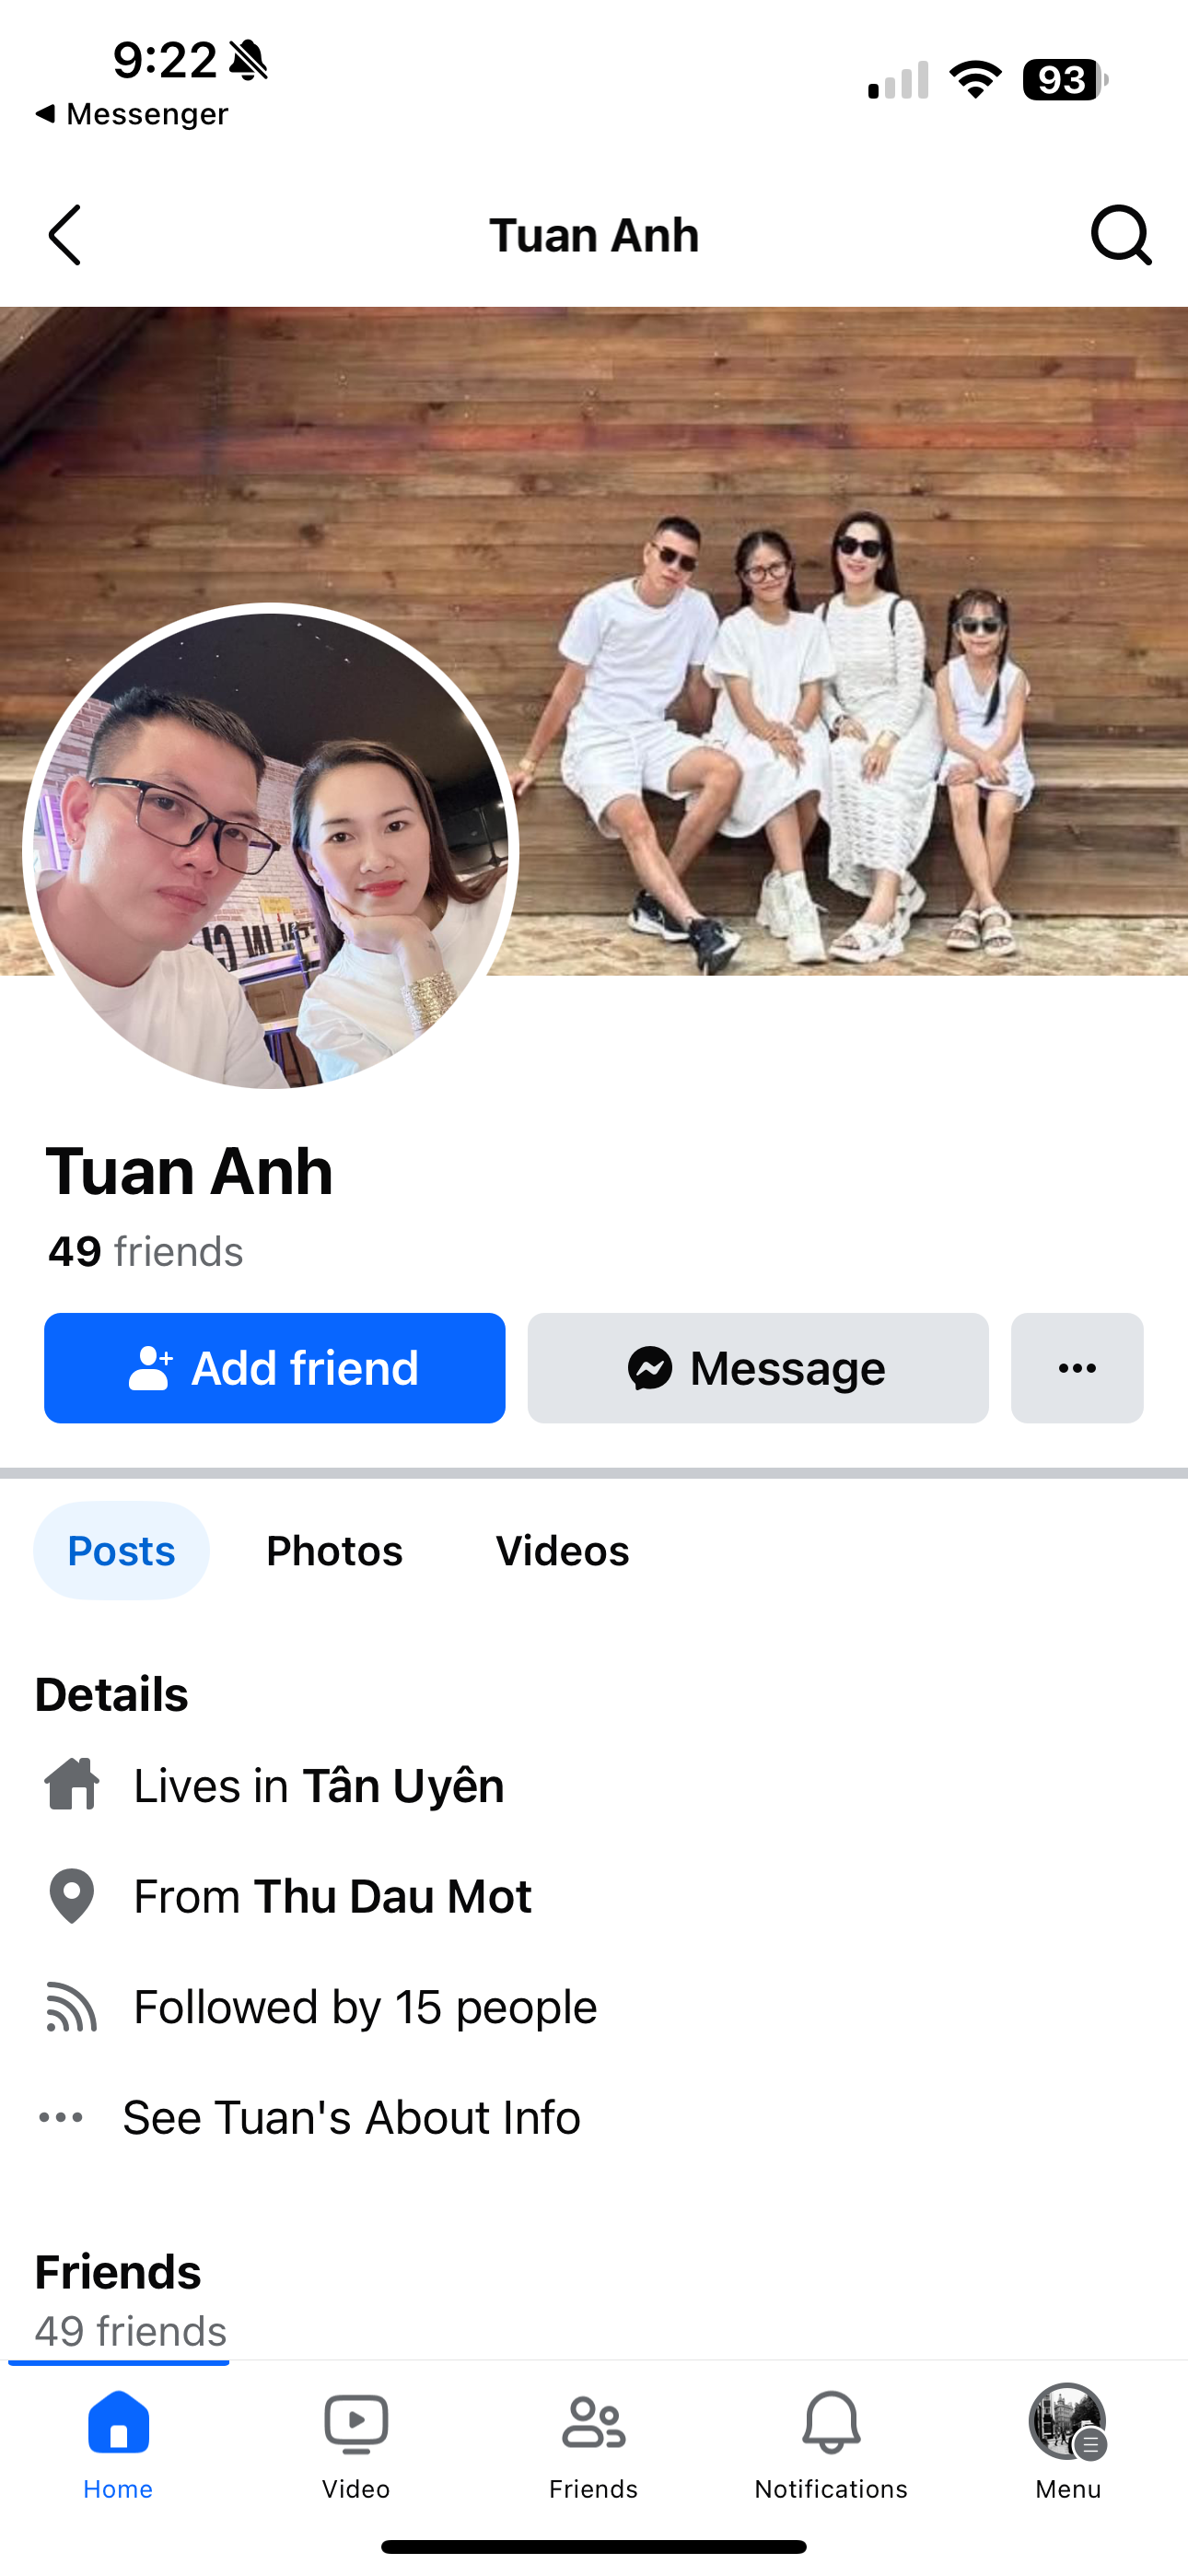 9:22
93
◀ Messenger
Tuan Anh
Tuan Anh
49 friends
Add friend
Message
Posts
Photos
Videos
Details
Lives in Tân Uyên
From Thu Dau Mot
Followed by 15 people
See Tuan's About Info
Friends
49 friends
Home
Video
Friends
Notifications
Menu